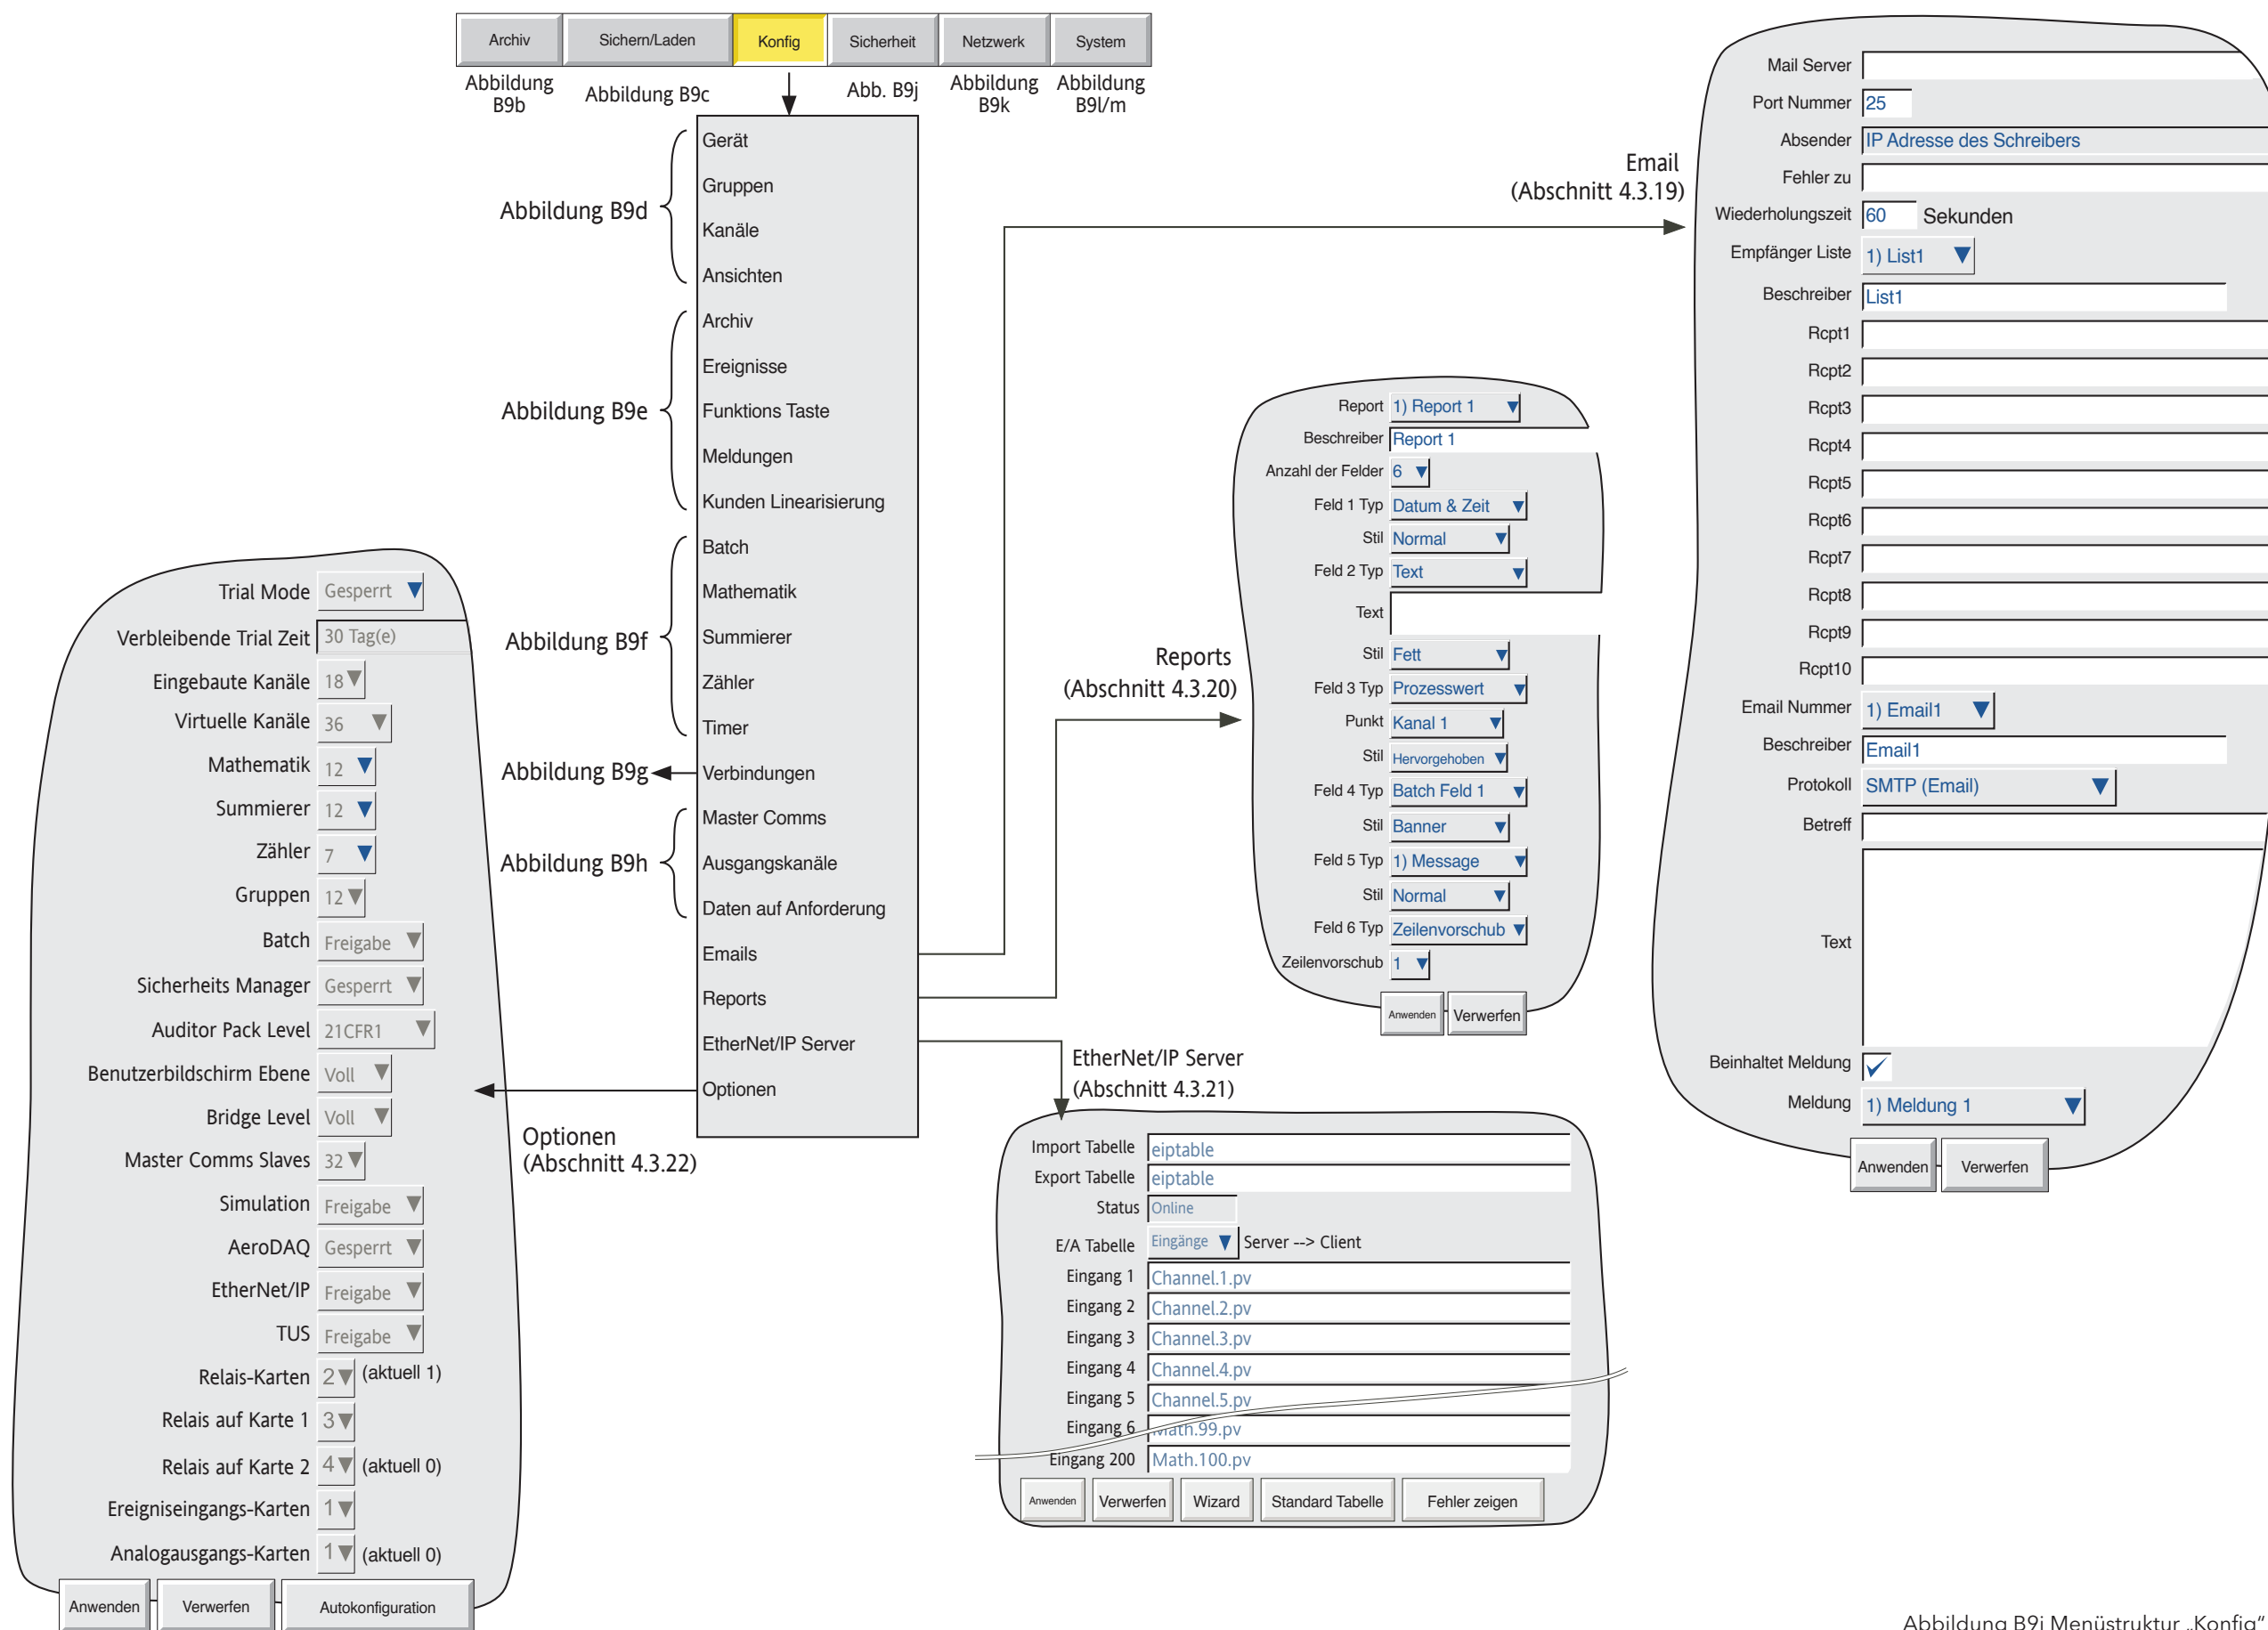 Archiv
Sichern/Laden
Konfig
Sicherheit
Netzwerk
System
Abbildung
B9b
Abbildung B9c
Abb. B9j
Abbildung
B9k
Abbildung
B9l/m
Gerät
Gruppen
Kanäle
Ansichten
Archiv
Ereignisse
Funktions Taste
Meldungen
Kunden Linearisierung
Batch
Mathematik
Summierer
Zähler
Timer
Verbindungen
Master Comms
Ausgangskanäle
Daten auf Anforderung
Emails
Reports
EtherNet/IP Server
Optionen
Abbildung B9d
Abbildung B9e
Abbildung B9f
Abbildung B9g
Abbildung B9h
Optionen
(Abschnitt 4.3.22)
Trial Mode Gesperrt
Verbleibende Trial Zeit 30 Tag(e)
Eingebaute Kanäle 18
Virtuelle Kanäle 36
Mathematik 12
Summierer 12
Zähler 7
Gruppen 12
Batch Freigabe
Sicherheits Manager Gesperrt
Auditor Pack Level 21CFR1
Benutzerbildschirm Ebene Voll
Bridge Level Voll
Master Comms Slaves 32
Simulation Freigabe
AeroDAQ Gesperrt
EtherNet/IP Freigabe
TUS Freigabe
Relais-Karten 2 (aktuell 1)
Relais auf Karte 1 3
Relais auf Karte 2 4 (aktuell 0)
Ereigniseingangs-Karten 1
Analogausgangs-Karten 1 (aktuell 0)
Anwenden Verwerfen Autokonfiguration
Reports
(Abschnitt 4.3.20)
Report 1) Report 1
Beschreiber Report 1
Anzahl der Felder 6
Feld 1 Typ Datum & Zeit
Stil Normal
Feld 2 Typ Text
Text
Stil Fett
Feld 3 Typ Prozesswert
Punkt Kanal 1
Stil Hervorgehoben
Feld 4 Typ Batch Feld 1
Stil Banner
Feld 5 Typ 1) Message
Stil Normal
Feld 6 Typ Zeilenvorschub
Zeilenvorschub 1
Anwenden Verwerfen
EtherNet/IP Server
(Abschnitt 4.3.21)
Import Tabelle eiptable
Export Tabelle eiptable
Status Online
E/A Tabelle Eingänge Server --> Client
Eingang 1 Channel.1.pv
Eingang 2 Channel.2.pv
Eingang 3 Channel.3.pv
Eingang 4 Channel.4.pv
Eingang 5 Channel.5.pv
Eingang 6 Math.99.pv
Eingang 200 Math.100.pv
Anwenden Verwerfen Wizard Standard Tabelle Fehler zeigen
Email
(Abschnitt 4.3.19)
Mail Server
Port Nummer 25
Absender IP Adresse des Schreibers
Fehler zu
Wiederholungszeit 60 Sekunden
Empfänger Liste 1) List1
Beschreiber List1
Rcpt1
Rcpt2
Rcpt3
Rcpt4
Rcpt5
Rcpt6
Rcpt7
Rcpt8
Rcpt9
Rcpt10
Email Nummer 1) Email1
Beschreiber Email1
Protokoll SMTP (Email)
Betreff
Text
Beinhaltet Meldung
Meldung 1) Meldung 1
Anwenden Verwerfen
Abbildung B9i Menüstruktur „Konfig“